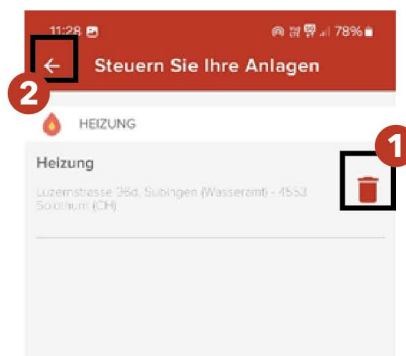 11:28 78%
Steuern Sie Ihre Anlagen
2
HEIZUNG
1
Heizung
Luzernstrasse 36d, Subingen (Wasseramt) - 4553
Solothurn (CH)